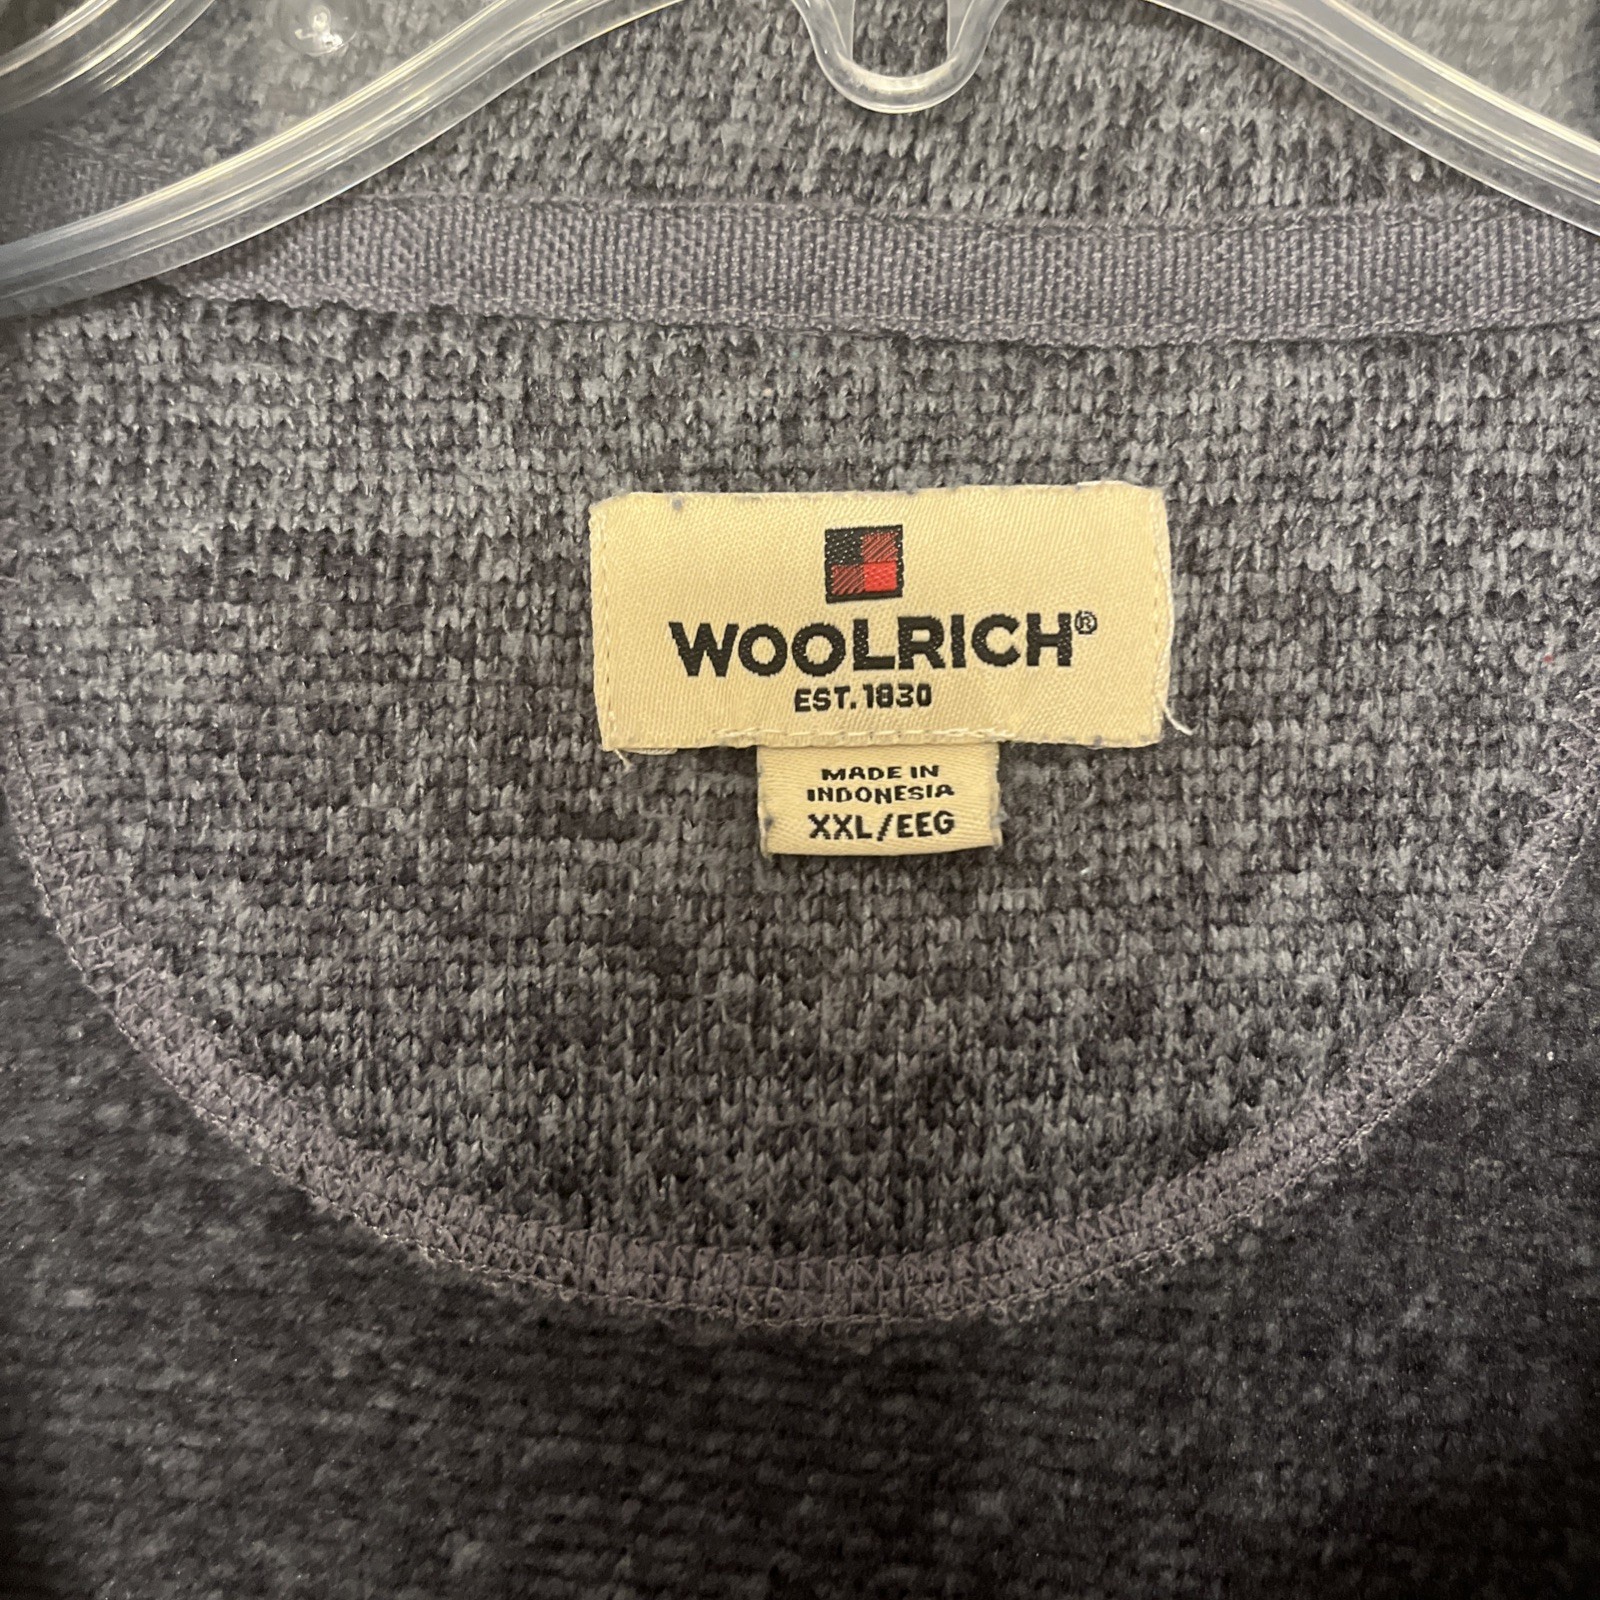 WOOLRICH®
EST. 1830
MADE IN
INDONESIA
XXL/EEG